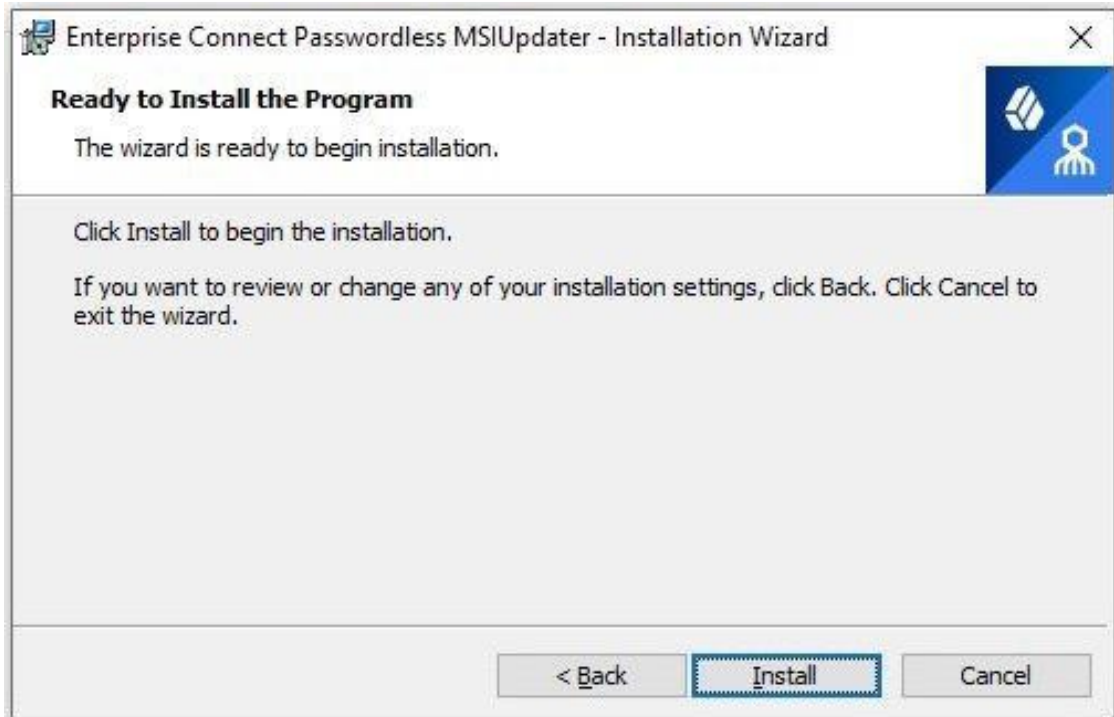 Enterprise Connect Passwordless MSIUpdater - Installation Wizard
Ready to Install the Program
The wizard is ready to begin installation.
Click Install to begin the installation.
If you want to review or change any of your installation settings, click Back. Click Cancel to
exit the wizard.
< Back Install Cancel